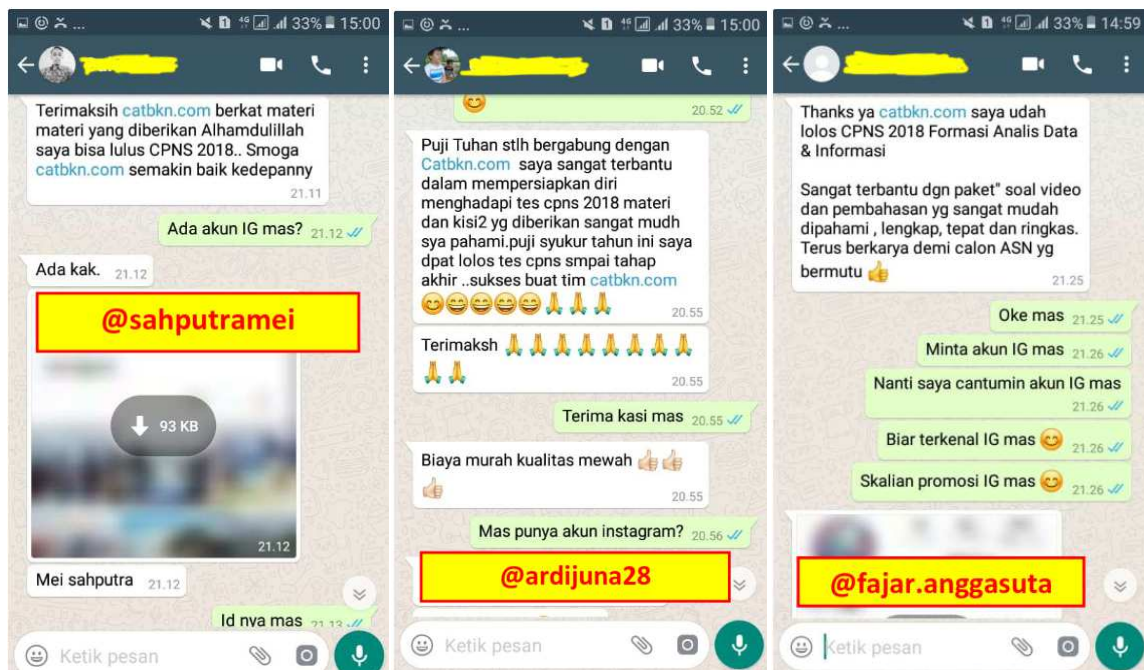 33% 15:00
Terimaksih catbkn.com berkat materi
materi yang diberikan Alhamdulillah
saya bisa lulus CPNS 2018.. Smoga
catbkn.com semakin baik kedepanny
21.11
Ada akun IG mas? 21.12
Ada kak. 21.12
@sahputramei
93 KB
21.12
Mei sahputra 21.12
Id nya mas 21.13
Ketik pesan
33% 15:00
20.52
Puji Tuhan stlh bergabung dengan
Catbkn.com saya sangat terbantu
dalam mempersiapkan diri
menghadapi tes cpns 2018 materi
dan kisi2 yg diberikan sangat mudh
sya pahami.puji syukur tahun ini saya
dpat lolos tes cpns smpai tahap
akhir ..sukses buat tim catbkn.com
😊😄😄😄😄🙏🙏🙏
20.55
Terimaksh 🙏🙏🙏🙏🙏🙏🙏🙏
🙏🙏
20.55
Terima kasi mas 20.55
Biaya murah kualitas mewah 👍🏻👍🏻
👍🏻
20.55
Mas punya akun instagram? 20.56
@ardijuna28
Ketik pesan
33% 14:59
Thanks ya catbkn.com saya udah
lolos CPNS 2018 Formasi Analis Data
& Informasi
Sangat terbantu dgn paket" soal video
dan pembahasan yg sangat mudah
dipahami , lengkap, tepat dan ringkas.
Terus berkarya demi calon ASN yg
bermutu 👍
21.25
Oke mas 21.25
Minta akun IG mas 21.26
Nanti saya cantumin akun IG mas
21.26
Biar terkenal IG mas 😊 21.26
Skalian promosi IG mas 😊 21.26
@fajar.anggasuta
Ketik pesan